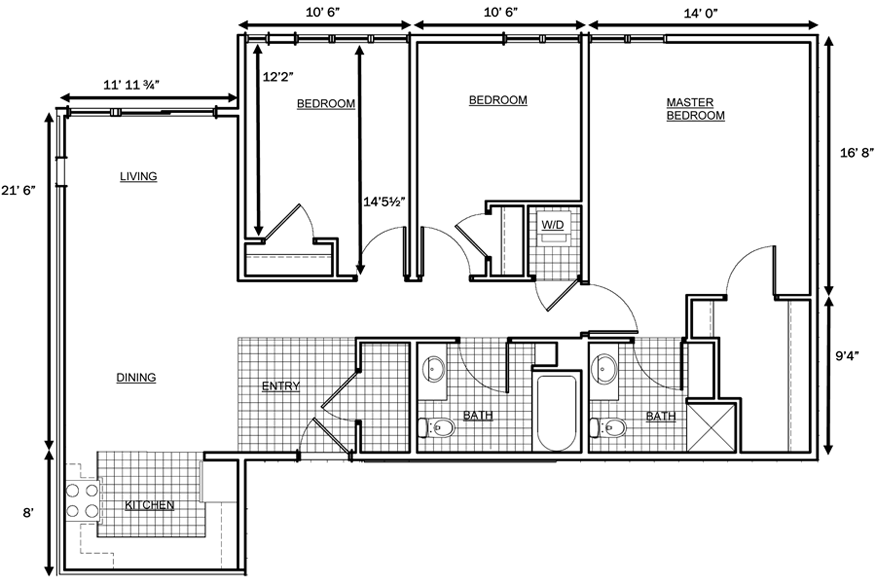 10' 6"
10' 6"
14' 0"
11' 11 ¾"
12'2"
BEDROOM
BEDROOM
MASTER
BEDROOM
16' 8"
LIVING
21' 6"
14'5½"
W/D
9'4"
DINING
ENTRY
BATH
BATH
KITCHEN
8'